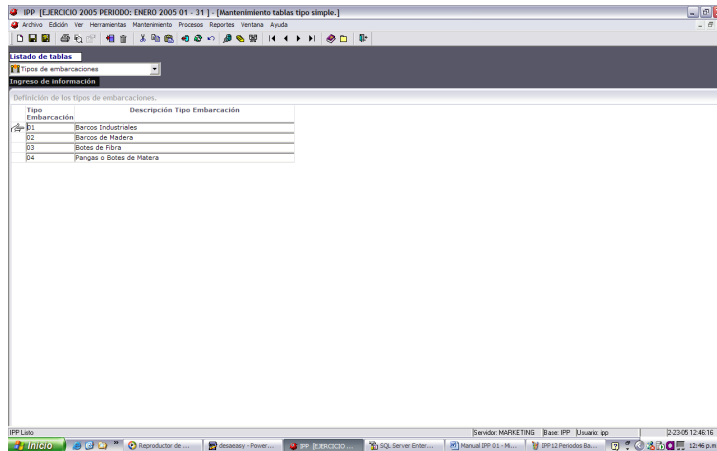 IPP [EJERCICIO 2005 PERIODO: ENERO 2005 01 - 31 ] - [Mantenimiento tablas tipo simple.]
Archivo Edición Ver Herramientas Mantenimiento Procesos Reportes Ventana Ayuda
Listado de tablas
Tipos de embarcaciones
Ingreso de información
Definición de los tipos de embarcaciones.
Tipo Embarcación Descripción Tipo Embarcación
01 Barcos Industriales
02 Barcos de Madera
03 Botes de Fibra
04 Pangas o Botes de Matera
IPP Listo Servidor: MARKETING Base: IPP Usuario: ipp 2-23-05 12:46:16
Inicio Reproductor de ... desaeasy - Power... IPP [EJERCICIO ... SQL Server Enter... Manual IPP 01 - Mi... IPP12 Periodos Ba... 12:46 p.m.